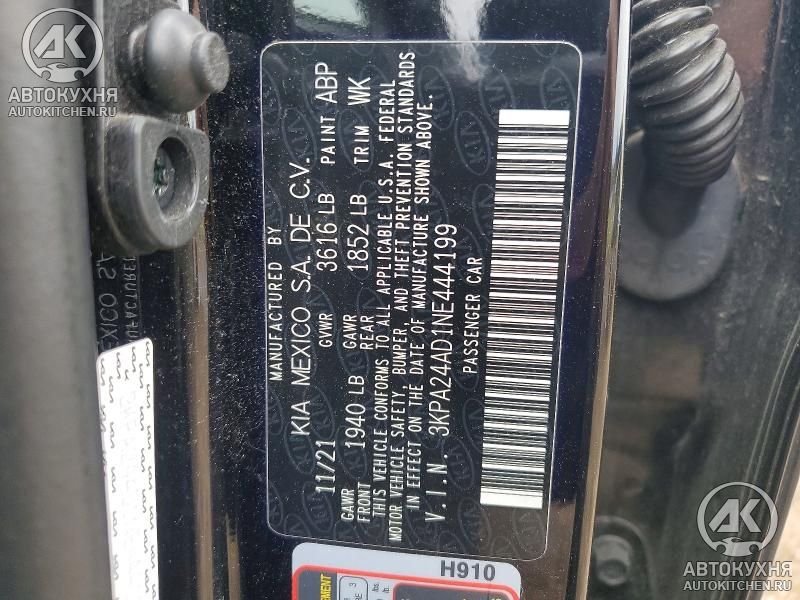 AK
АВТОКУХНЯ
AUTOKITCHEN.RU
MANUFACTURED BY
KIA MEXICO S.A. DE C.V.
11/21 GVWR 3616 LB PAINT ABP
GAWR FRONT 1940 LB GAWR REAR 1852 LB TRIM WK
THIS VEHICLE CONFORMS TO ALL APPLICABLE U.S.A. FEDERAL
MOTOR VEHICLE SAFETY, BUMPER, AND THEFT PREVENTION STANDARDS
IN EFFECT ON THE DATE OF MANUFACTURE SHOWN ABOVE.
V.I.N. 3KPA24AD1NE444199
PASSENGER CAR
H910
AK
АВТОКУХНЯ
AUTOKITCHEN.RU